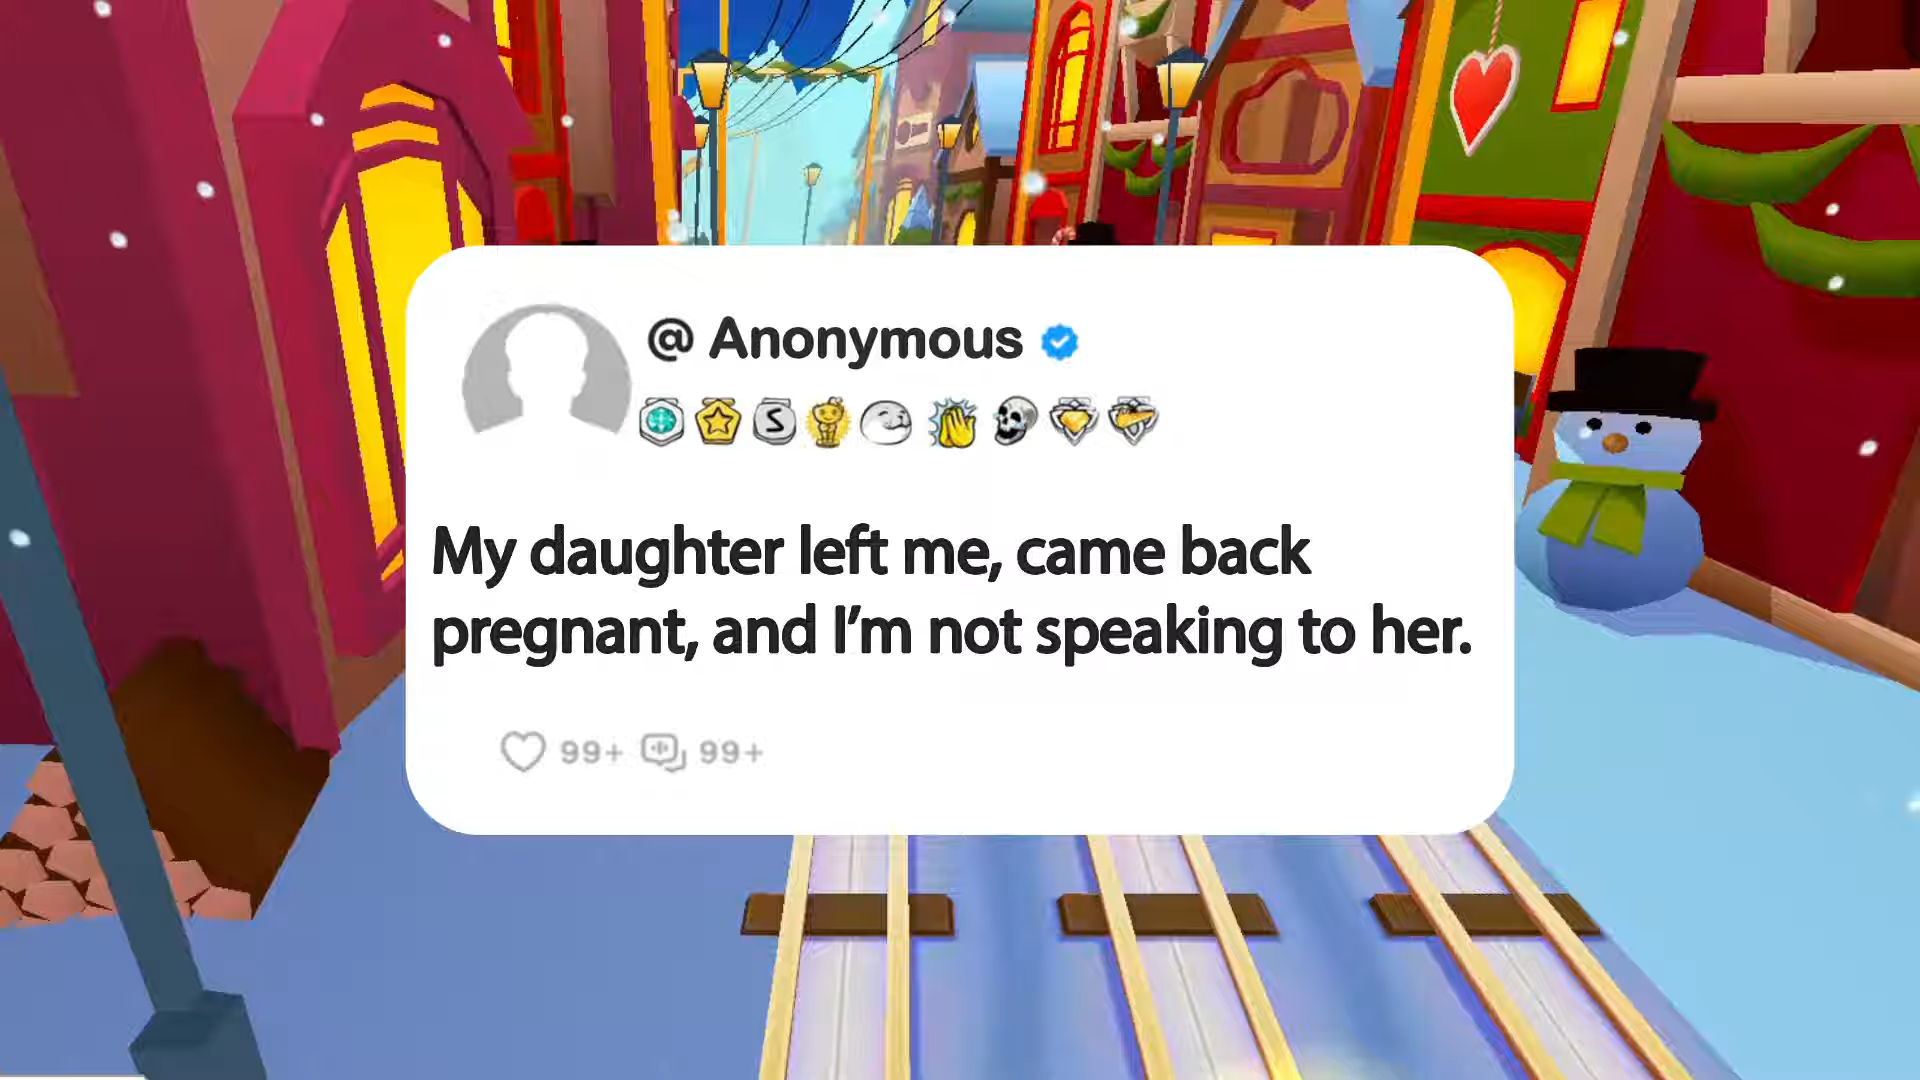 @ Anonymous
S
My daughter left me, came back
pregnant, and I’m not speaking to her.
99+ 99+